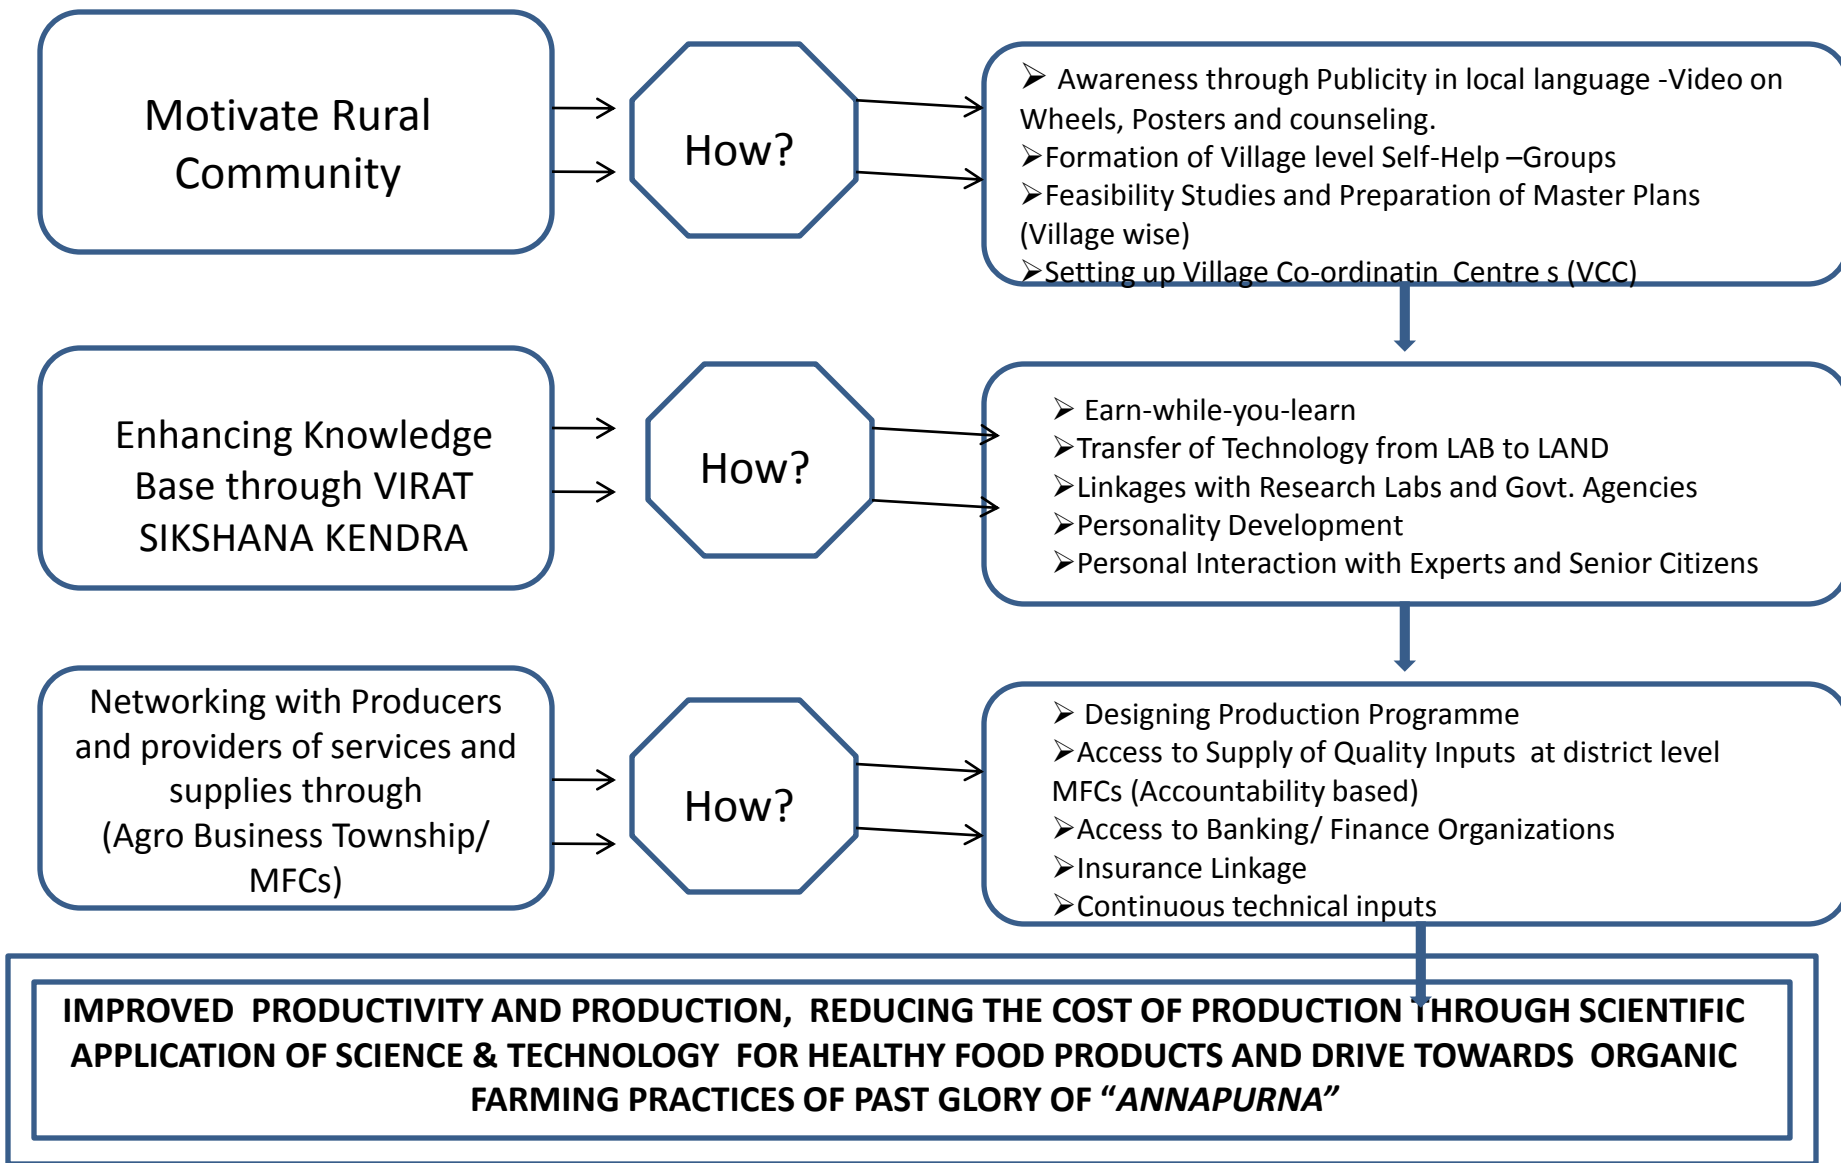 Motivate Rural
Community
How?
➢ Awareness through Publicity in local language -Video on
Wheels, Posters and counseling.
➢Formation of Village level Self-Help –Groups
➢Feasibility Studies and Preparation of Master Plans
(Village wise)
➢Setting up Village Co-ordinatin Centre s (VCC)
Enhancing Knowledge
Base through VIRAT
SIKSHANA KENDRA
How?
➢ Earn-while-you-learn
➢Transfer of Technology from LAB to LAND
➢Linkages with Research Labs and Govt. Agencies
➢Personality Development
➢Personal Interaction with Experts and Senior Citizens
Networking with Producers
and providers of services and
supplies through
(Agro Business Township/
MFCs)
How?
➢ Designing Production Programme
➢Access to Supply of Quality Inputs at district level
MFCs (Accountability based)
➢Access to Banking/ Finance Organizations
➢Insurance Linkage
➢Continuous technical inputs
IMPROVED PRODUCTIVITY AND PRODUCTION, REDUCING THE COST OF PRODUCTION THROUGH SCIENTIFIC
APPLICATION OF SCIENCE & TECHNOLOGY FOR HEALTHY FOOD PRODUCTS AND DRIVE TOWARDS ORGANIC
FARMING PRACTICES OF PAST GLORY OF “ANNAPURNA”